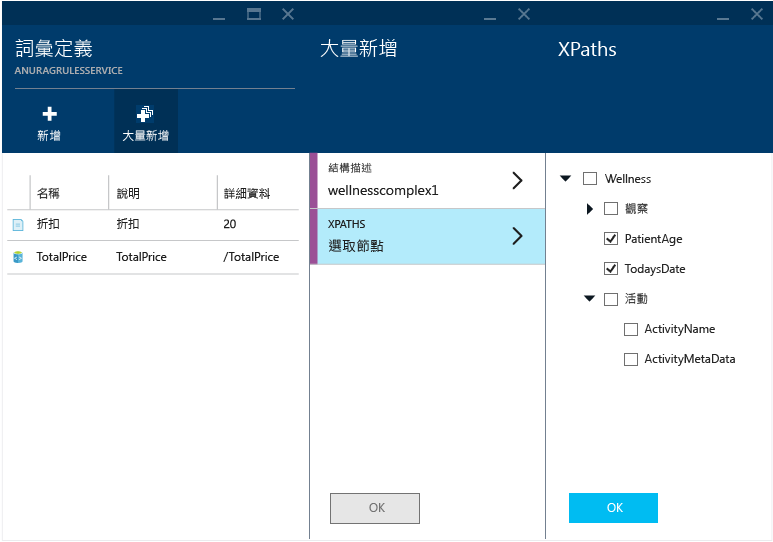 詞彙定義
ANURAGRULESSERVICE
新增
大量新增
名稱 說明 詳細資料
折扣 折扣 20
TotalPrice TotalPrice /TotalPrice
大量新增
結構描述
wellnesscomplex1
XPATHS
選取節點
OK
XPaths
Wellness
觀察
PatientAge
TodaysDate
活動
ActivityName
ActivityMetaData
OK